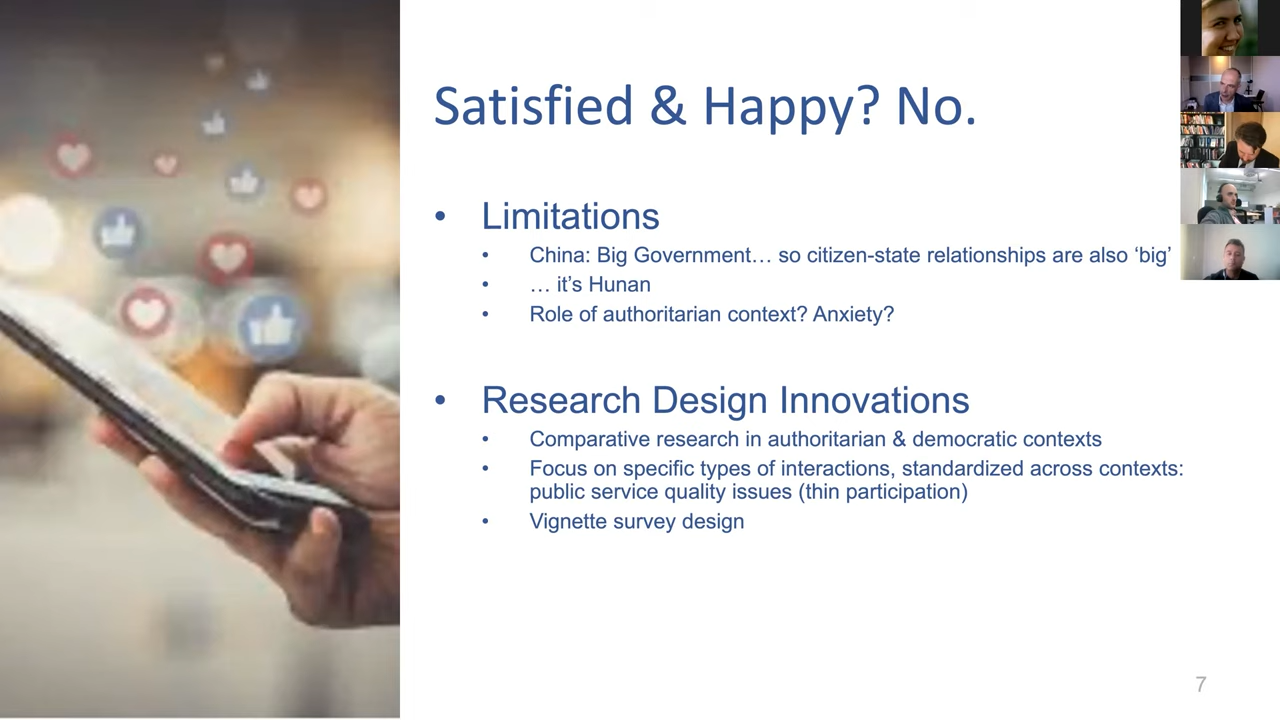 Satisfied & Happy? No.
• Limitations
• China: Big Government… so citizen-state relationships are also ‘big’
• … it’s Hunan
• Role of authoritarian context? Anxiety?
• Research Design Innovations
• Comparative research in authoritarian & democratic contexts
• Focus on specific types of interactions, standardized across contexts:
public service quality issues (thin participation)
• Vignette survey design
7